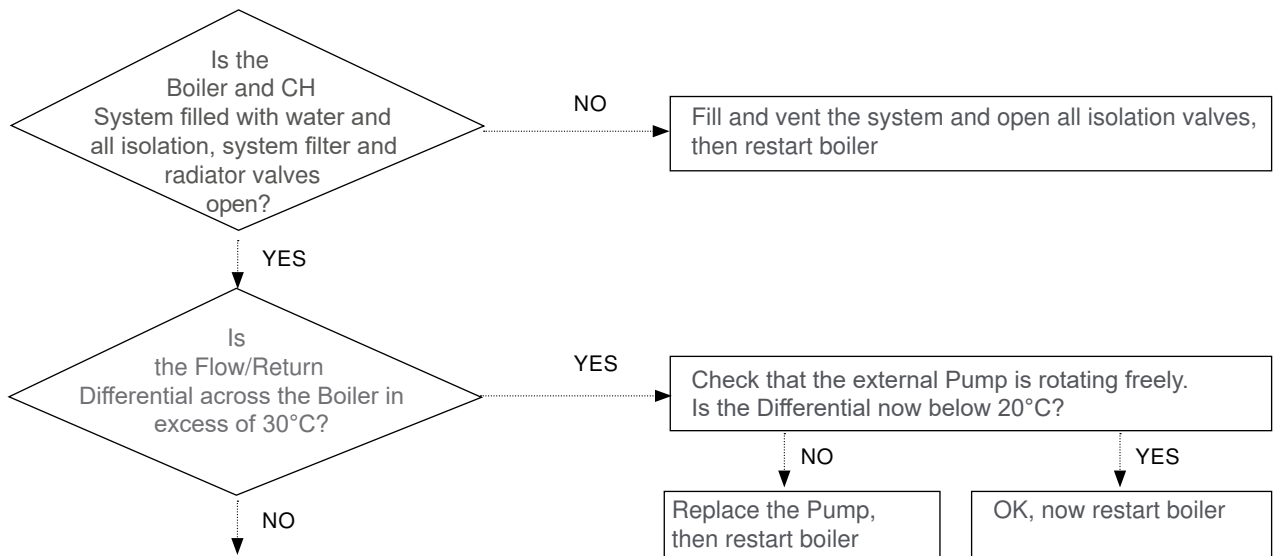 Is the
Boiler and CH
System filled with water and
all isolation, system filter and
radiator valves
open?
NO
Fill and vent the system and open all isolation valves,
then restart boiler
YES
Is
the Flow/Return
Differential across the Boiler in
excess of 30°C?
YES
Check that the external Pump is rotating freely.
Is the Differential now below 20°C?
NO
YES
Replace the Pump,
then restart boiler
OK, now restart boiler
NO